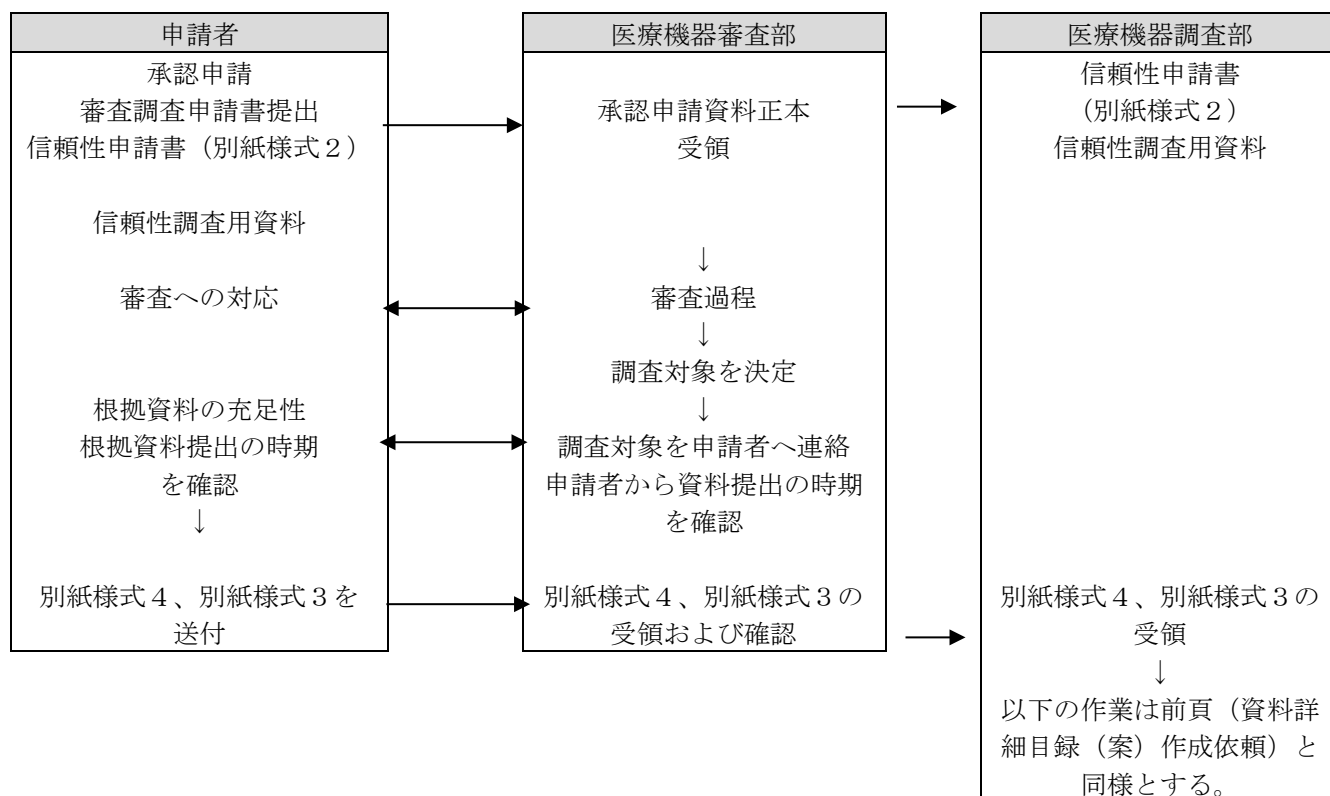 申請者
承認申請
審査調査申請書提出
信頼性申請書（別紙様式２）
信頼性調査用資料
審査への対応
根拠資料の充足性
根拠資料提出の時期
を確認
↓
別紙様式４、別紙様式３を
送付
医療機器審査部
承認申請資料正本
受領
↓
審査過程
↓
調査対象を決定
↓
調査対象を申請者へ連絡
申請者から資料提出の時期
を確認
別紙様式４、別紙様式３の
受領および確認
医療機器調査部
信頼性申請書
（別紙様式２）
信頼性調査用資料
別紙様式４、別紙様式３の
受領
↓
以下の作業は前頁（資料詳
細目録（案）作成依頼）と
同様とする。